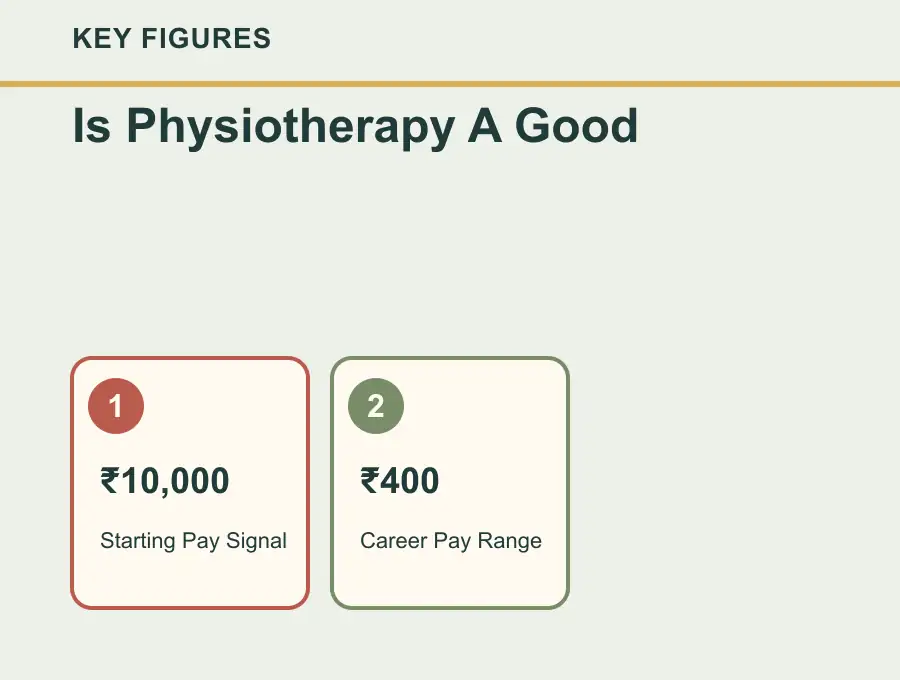 KEY FIGURES
Is Physiotherapy A Good
1
₹10,000
Starting Pay Signal
2
₹400
Career Pay Range